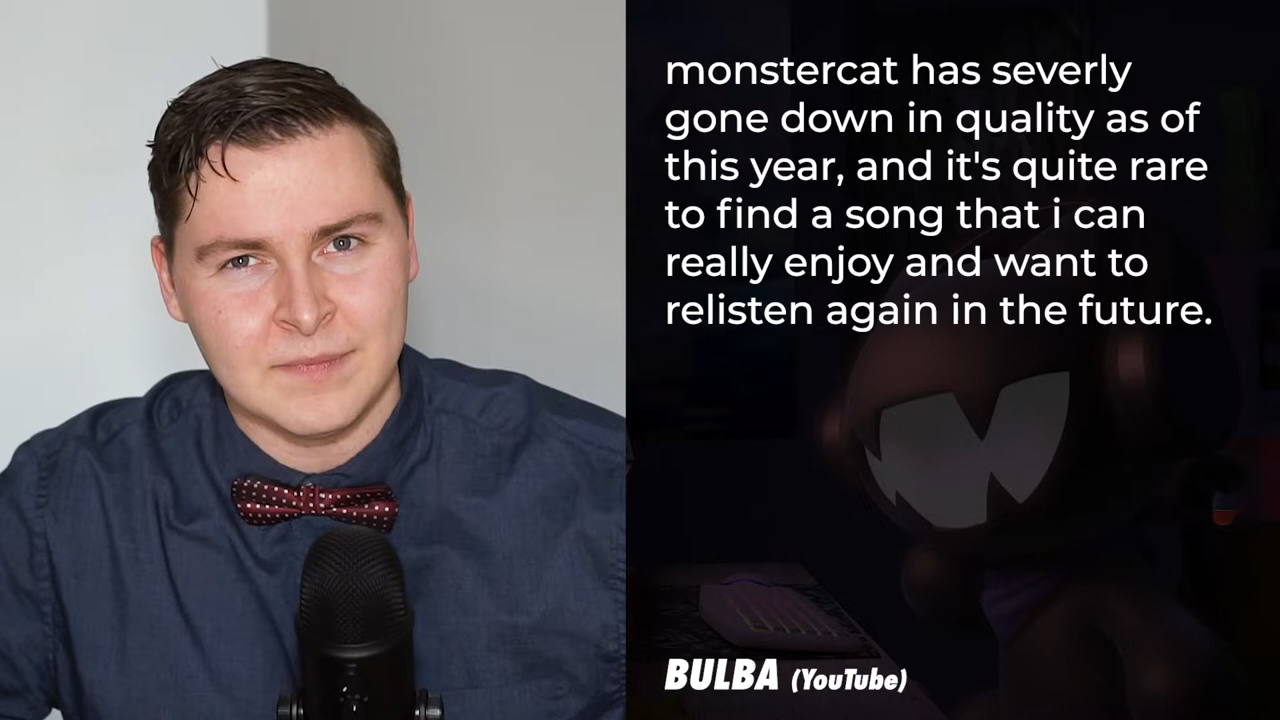 monstercat has severly
gone down in quality as of
this year, and it's quite rare
to find a song that i can
really enjoy and want to
relisten again in the future.
BULBA (YouTube)